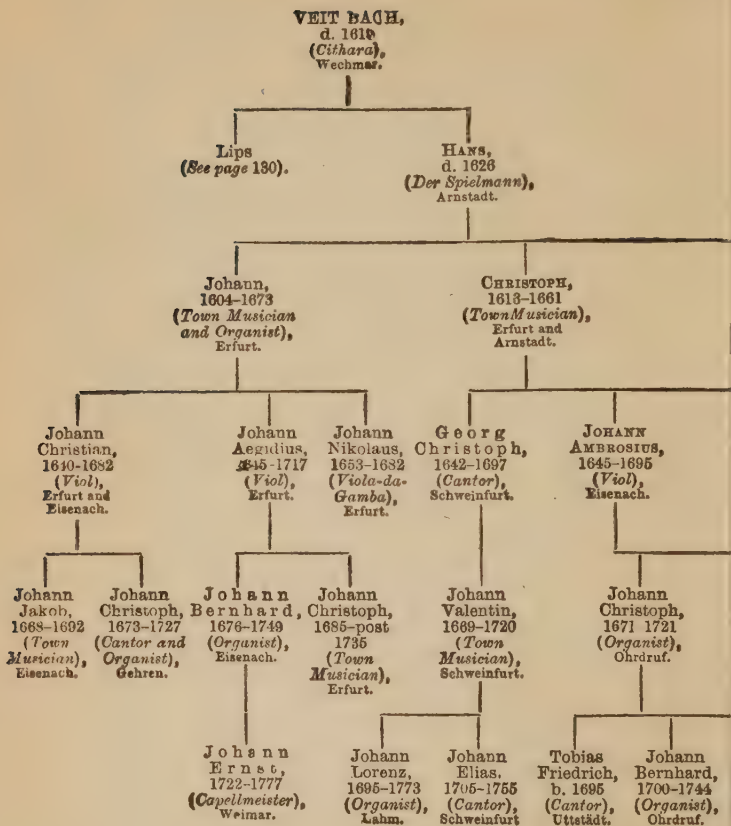 VEIT BACH,
d. 1619
(Cithara),
Wechmar.
Lips
(See page 130).
HANS,
d. 1626
(Der Spielmann),
Arnstadt.
Johann,
1604-1673
(Town Musician
and Organist),
Erfurt.
CHRISTOPH,
1613-1661
(Town Musician),
Erfurt and
Arnstadt.
Johann
Christian,
1640-1682
(Viol),
Erfurt and
Eisenach.
Johann
Aegidius,
1645-1717
(Viol),
Erfurt.
Johann
Nikolaus,
1653-1682
(Viola-da-
Gamba),
Erfurt.
Georg
Christoph,
1642-1697
(Cantor),
Schweinfurt.
JOHANN
AMBROSIUS,
1645-1695
(Viol),
Eisenach.
Johann
Jakob,
1668-1692
(Town
Musician),
Eisenach.
Johann
Christoph,
1673-1727
(Cantor and
Organist),
Gehren.
Johann
Bernhard,
1676-1749
(Organist),
Eisenach.
Johann
Christoph,
1685-post
1735
(Town
Musician),
Erfurt.
Johann
Valentin,
1669-1720
(Town
Musician),
Schweinfurt.
Johann
Christoph,
1671 1721
(Organist),
Ohrdruf.
Johann
Ernst,
1722-1777
(Capellmeister),
Weimar.
Johann
Lorenz,
1695-1773
(Organist),
Lahm.
Johann
Elias,
1705-1755
(Cantor),
Schweinfurt
Tobias
Friedrich,
b. 1695
(Cantor),
Uttstädt.
Johann
Bernhard,
1700-1744
(Organist),
Ohrdruf.